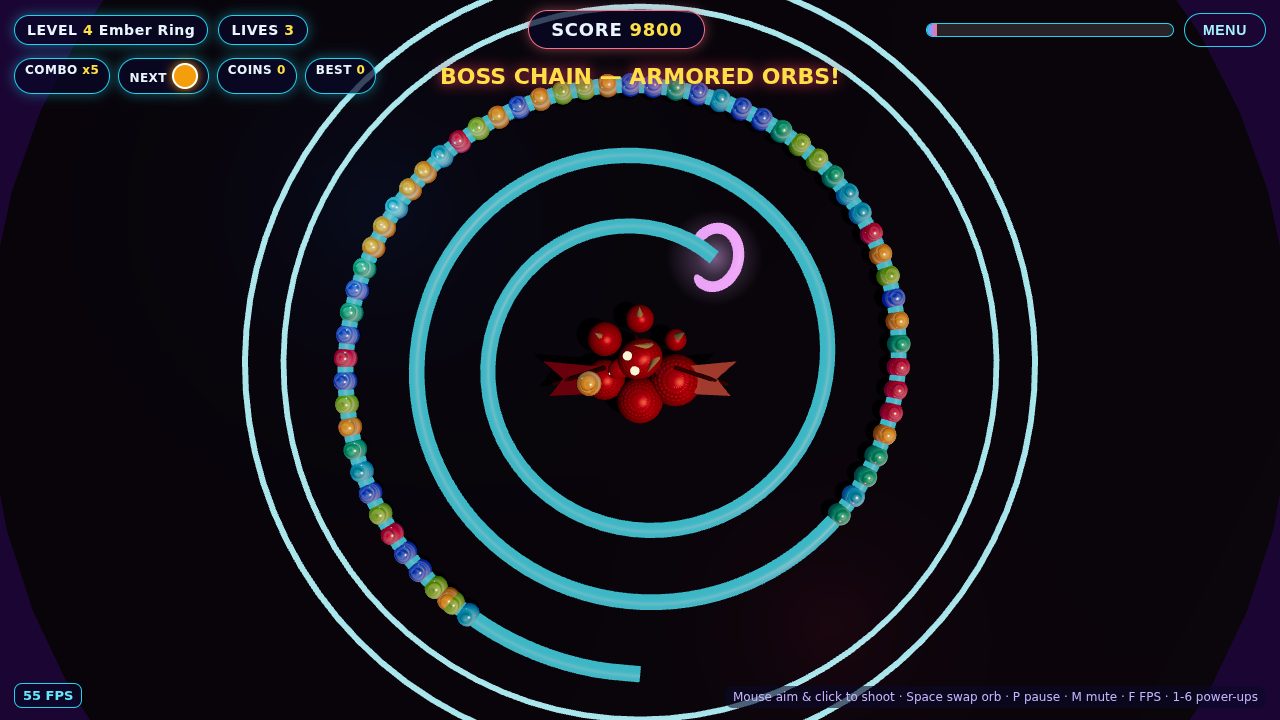 LEVEL 4 Ember Ring
LIVES 3
SCORE 9800
MENU
COMBO x5
NEXT
COINS 0
BEST 0
BOSS CHAIN — ARMORED ORBS!
55 FPS
Mouse aim & click to shoot · Space swap orb · P pause · M mute · F FPS · 1-6 power-ups